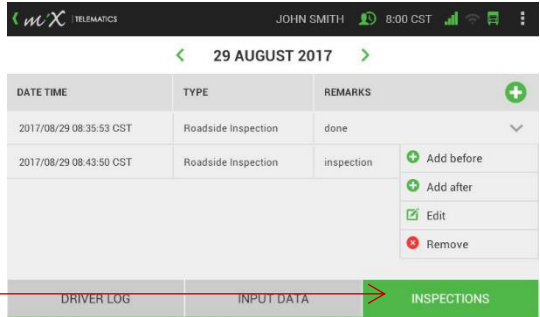 MiX TELEMATICS JOHN SMITH 8:00 CST
29 AUGUST 2017
DATE TIME TYPE REMARKS
2017/08/29 08:35:53 CST Roadside Inspection done
2017/08/29 08:43:50 CST Roadside Inspection inspection
Add before
Add after
Edit
Remove
DRIVER LOG INPUT DATA INSPECTIONS